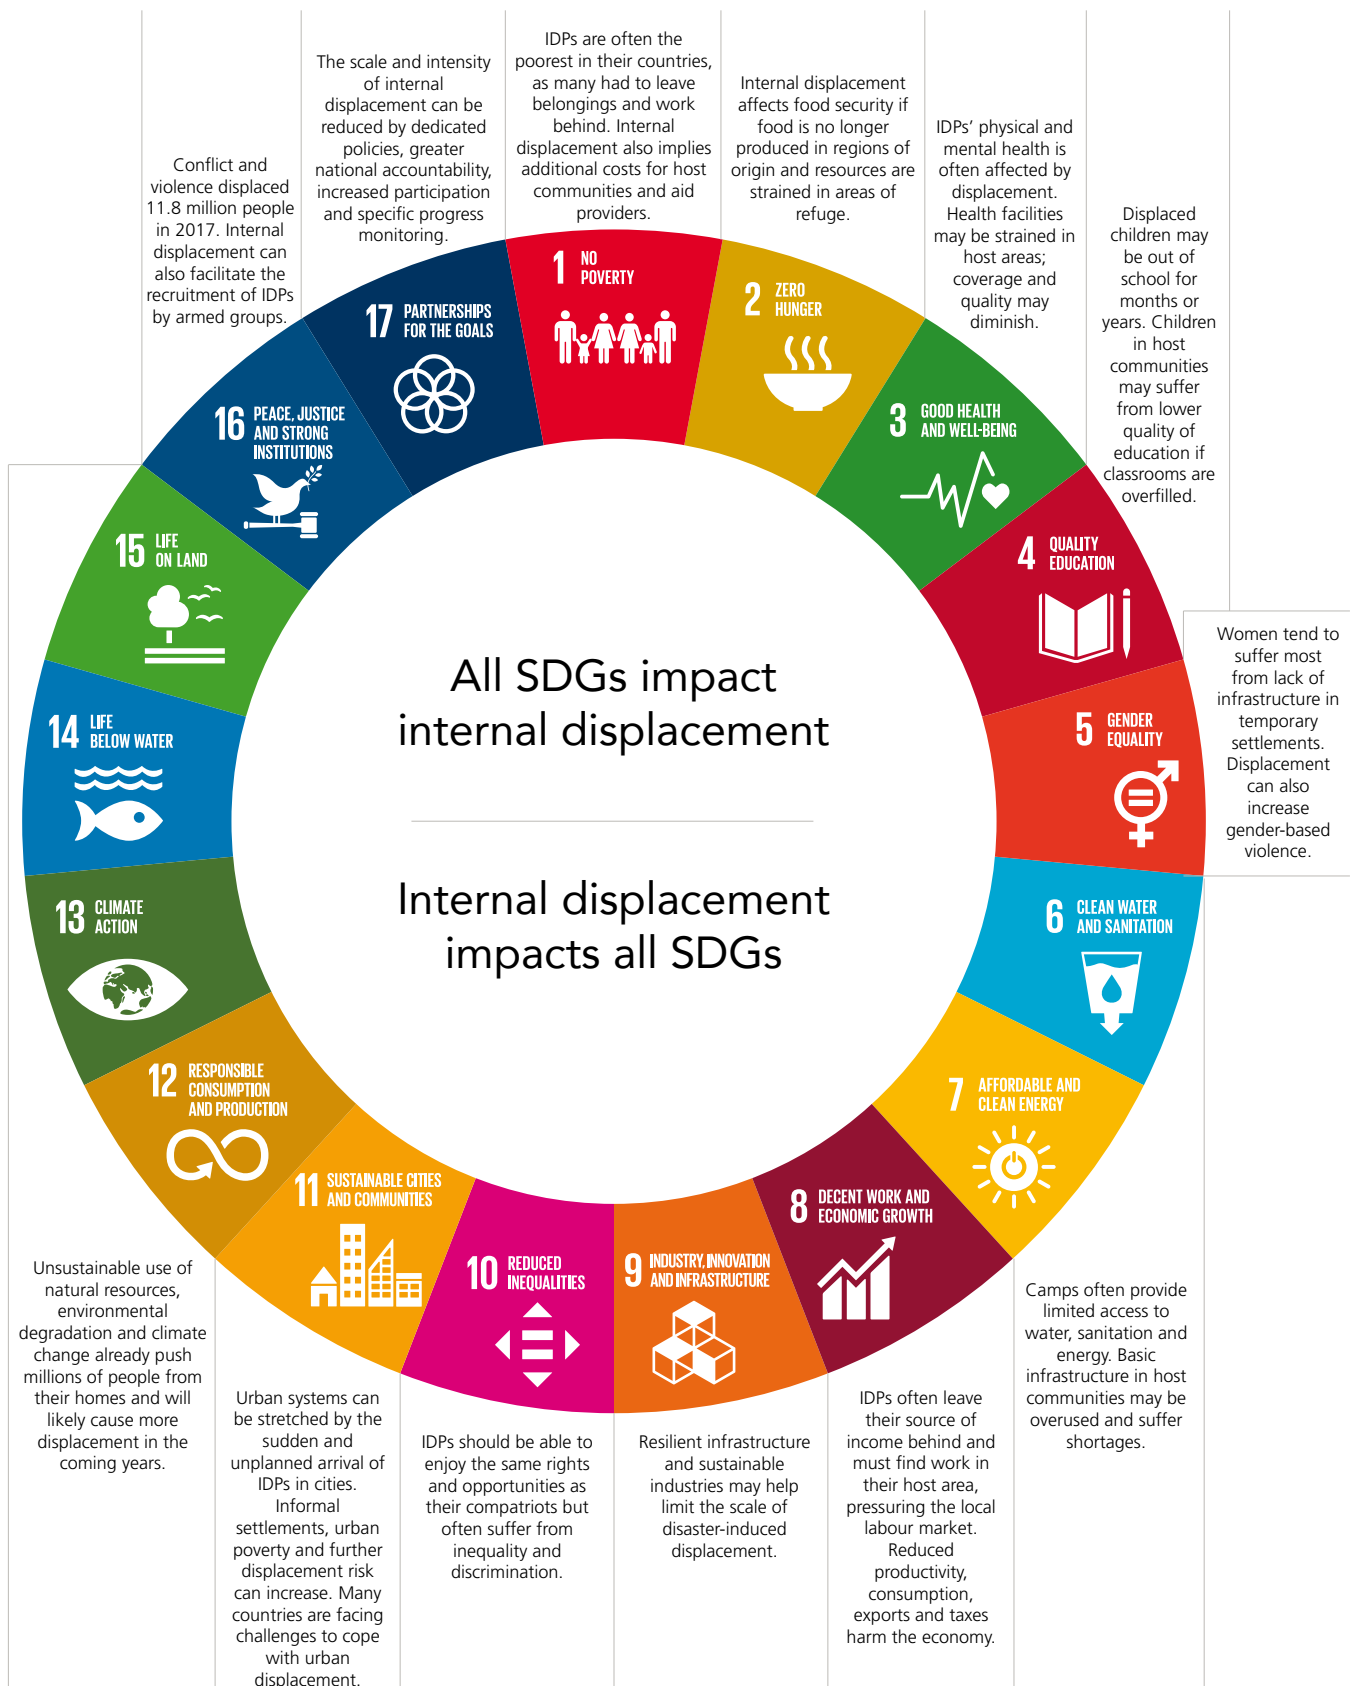 The scale and intensity
of internal
displacement can be
reduced by dedicated
policies, greater
national accountability,
increased participation
and specific progress
monitoring.
IDPs are often the
poorest in their countries,
as many had to leave
belongings and work
behind. Internal
displacement also implies
additional costs for host
communities and aid
providers.
Internal displacement
affects food security if
food is no longer
produced in regions of
origin and resources are
strained in areas of
refuge.
IDPs' physical and
mental health is
often affected by
displacement.
Health facilities
may be strained in
host areas;
coverage and
quality may
diminish.
Displaced
children may
be out of
school for
months or
years. Children
in host
communities
may suffer
from lower
quality of
education if
classrooms are
overfilled.
Conflict and
violence displaced
11.8 million people
in 2017. Internal
displacement can
also facilitate the
recruitment of IDPs
by armed groups.
1 NO
POVERTY
2 ZERO
HUNGER
3 GOOD HEALTH
AND WELL-BEING
4 QUALITY
EDUCATION
5 GENDER
EQUALITY
6 CLEAN WATER
AND SANITATION
7 AFFORDABLE AND
CLEAN ENERGY
8 DECENT WORK AND
ECONOMIC GROWTH
9 INDUSTRY, INNOVATION
AND INFRASTRUCTURE
10 REDUCED
INEQUALITIES
11 SUSTAINABLE CITIES
AND COMMUNITIES
12 RESPONSIBLE
CONSUMPTION
AND PRODUCTION
13 CLIMATE
ACTION
14 LIFE
BELOW WATER
15 LIFE
ON LAND
16 PEACE, JUSTICE
AND STRONG
INSTITUTIONS
17 PARTNERSHIPS
FOR THE GOALS
All SDGs impact
internal displacement
Internal displacement
impacts all SDGs
Women tend to
suffer most
from lack of
infrastructure in
temporary
settlements.
Displacement
can also
increase
gender-based
violence.
Unsustainable use of
natural resources,
environmental
degradation and climate
change already push
millions of people from
their homes and will
likely cause more
displacement in the
coming years.
Urban systems can
be stretched by the
sudden and
unplanned arrival of
IDPs in cities.
Informal
settlements, urban
poverty and further
displacement risk
can increase. Many
countries are facing
challenges to cope
with urban
displacement.
IDPs should be able to
enjoy the same rights
and opportunities as
their compatriots but
often suffer from
inequality and
discrimination.
Resilient infrastructure
and sustainable
industries may help
limit the scale of
disaster-induced
displacement.
IDPs often leave
their source of
income behind and
must find work in
their host area,
pressuring the local
labour market.
Reduced
productivity,
consumption,
exports and taxes
harm the economy.
Camps often provide
limited access to
water, sanitation and
energy. Basic
infrastructure in host
communities may be
overused and suffer
shortages.